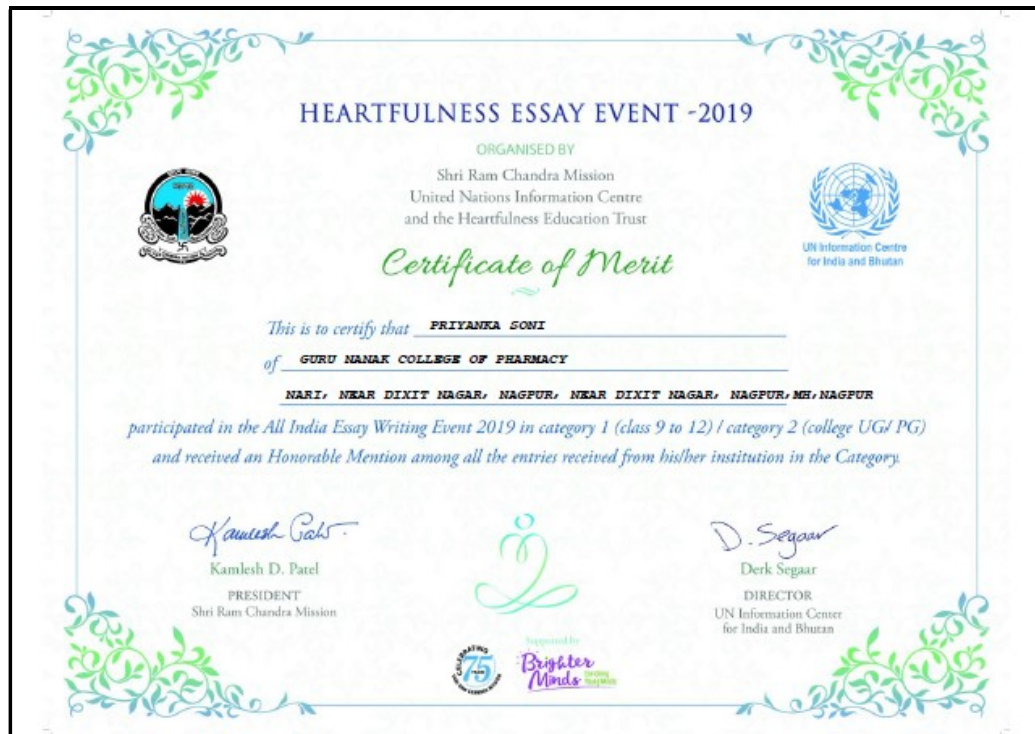 HEARTFULNESS ESSAY EVENT -2019
ORGANISED BY
Shri Ram Chandra Mission
United Nations Information Centre
and the Heartfulness Education Trust
UN Information Centre
for India and Bhutan
Certificate of Merit
This is to certify that PRIYANKA SONI
of GURU NANAK COLLEGE OF PHARMACY
NARI, NEAR DIXIT NAGAR, NAGPUR, NEAR DIXIT NAGAR, NAGPUR,MH,NAGPUR
participated in the All India Essay Writing Event 2019 in category 1 (class 9 to 12) / category 2 (college UG/ PG)
and received an Honorable Mention among all the entries received from his/her institution in the Category.
Kamlesh D. Patel
PRESIDENT
Shri Ram Chandra Mission
D. Segaar
Derk Segaar
DIRECTOR
UN Information Center
for India and Bhutan
CELEBRATING
75
YEARS
Supported by
Brighter
Minds